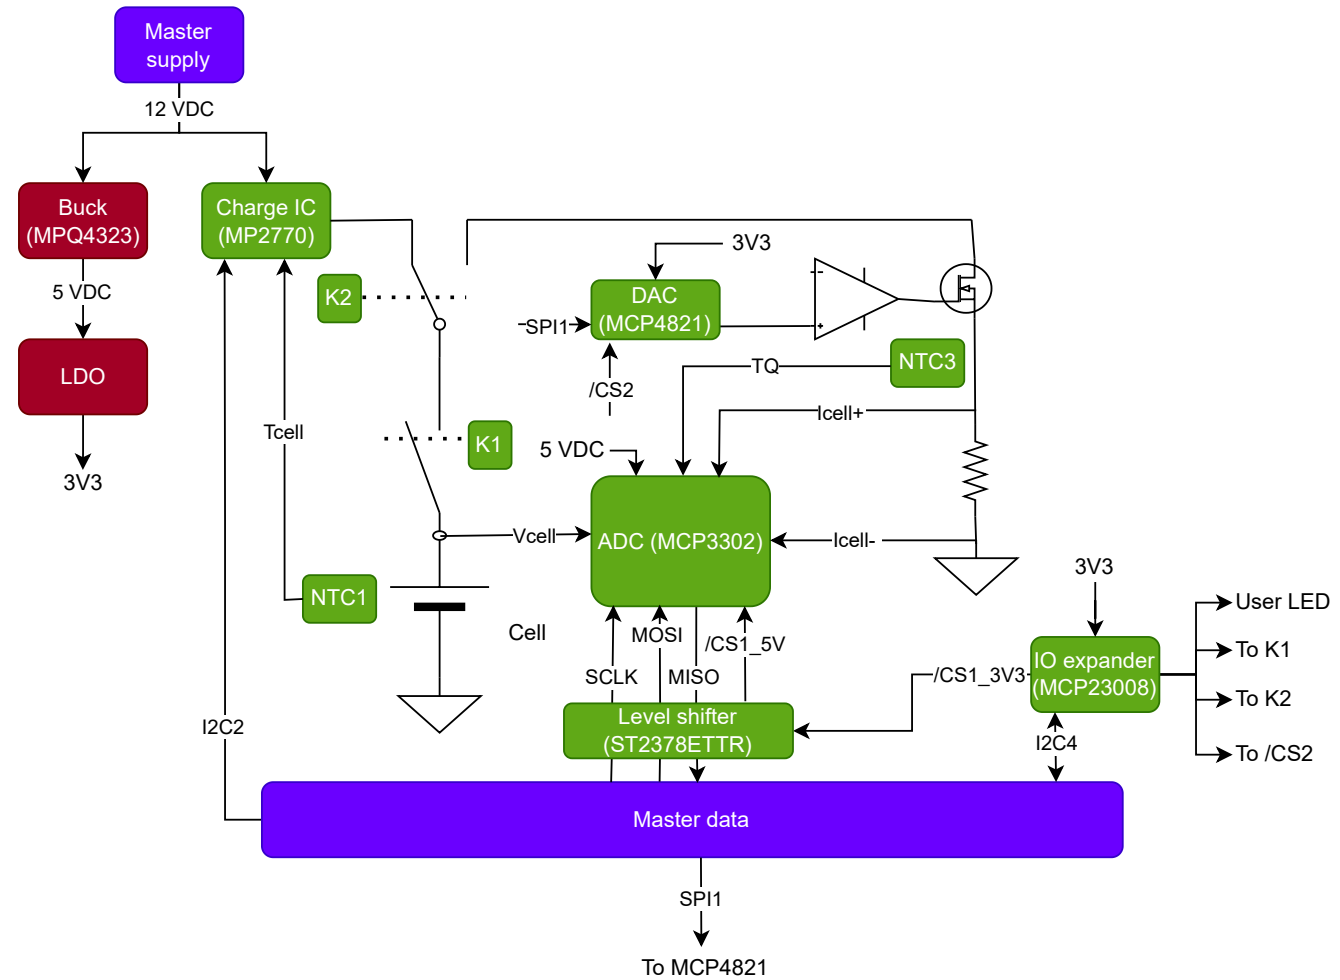 Master
supply
12 VDC
Buck
(MPQ4323)
Charge IC
(MP2770)
5 VDC
LDO
3V3
K2
3V3
DAC
(MCP4821)
SPI1
/CS2
-
+
TQ
NTC3
Icell+
Tcell
K1
5 VDC
Vcell
ADC (MCP3302)
Icell-
NTC1
Cell
3V3
SCLK
MOSI
MISO
/CS1_5V
/CS1_3V3
IO expander
(MCP23008)
User LED
To K1
To K2
To /CS2
I2C2
Level shifter
(ST2378ETTR)
I2C4
Master data
SPI1
To MCP4821